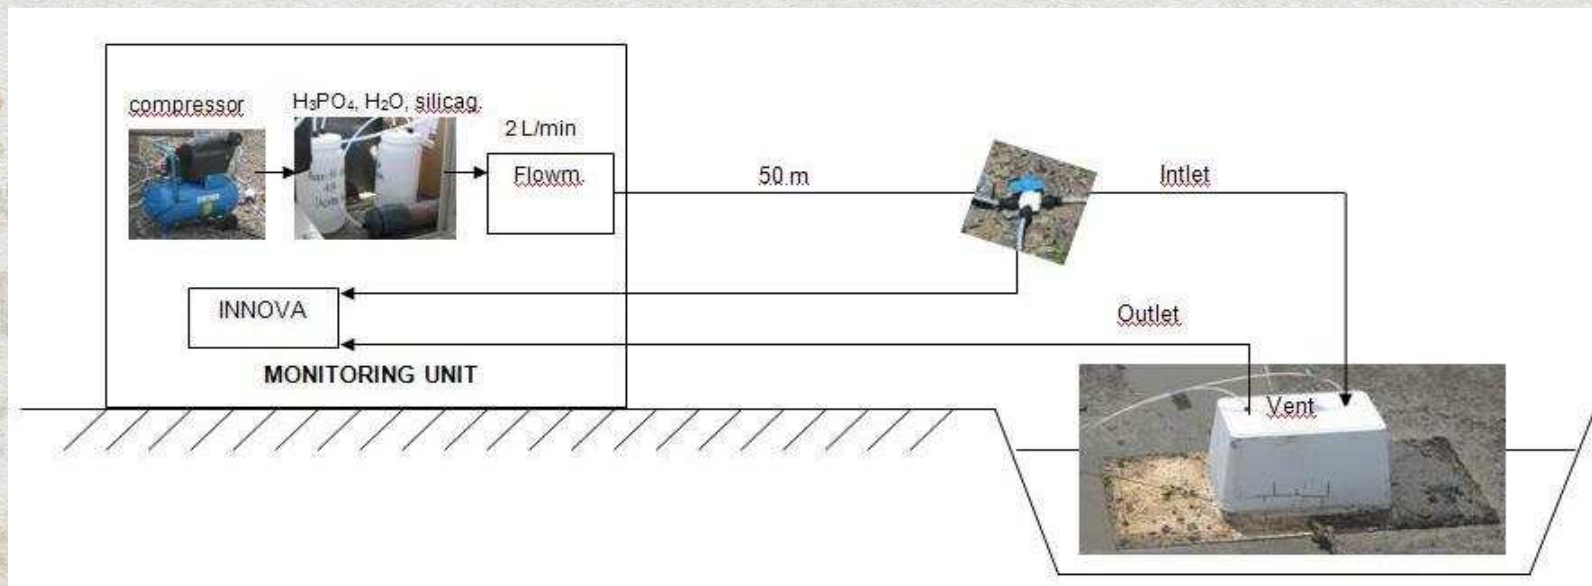 compressor
H₃PO₄, H₂O, silicag.
2 L/min
Flowm.
50 m
Intlet
INNOVA
Outlet
MONITORING UNIT
Vent